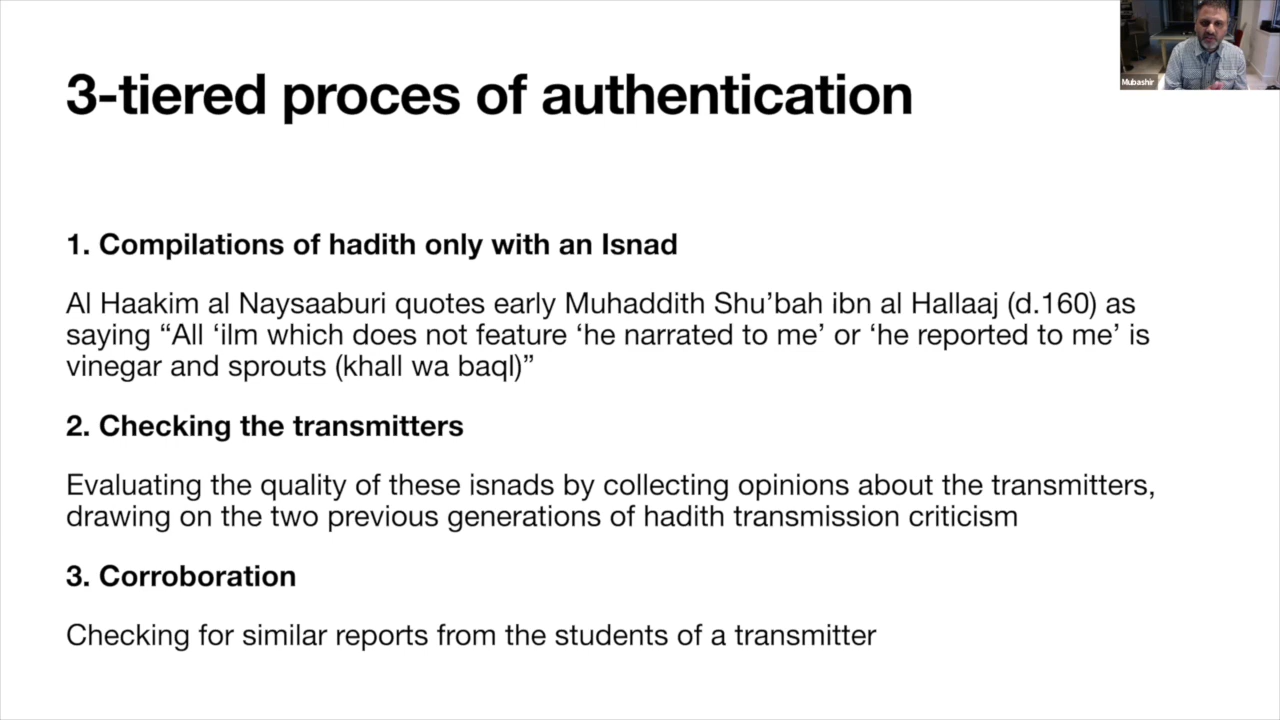 3-tiered proces of authentication
Mubashir
1. Compilations of hadith only with an Isnad
Al Haakim al Naysaaburi quotes early Muhaddith Shu’bah ibn al Hallaaj (d.160) as
saying “All ‘ilm which does not feature ‘he narrated to me’ or ‘he reported to me’ is
vinegar and sprouts (khall wa baql)”
2. Checking the transmitters
Evaluating the quality of these isnads by collecting opinions about the transmitters,
drawing on the two previous generations of hadith transmission criticism
3. Corroboration
Checking for similar reports from the students of a transmitter